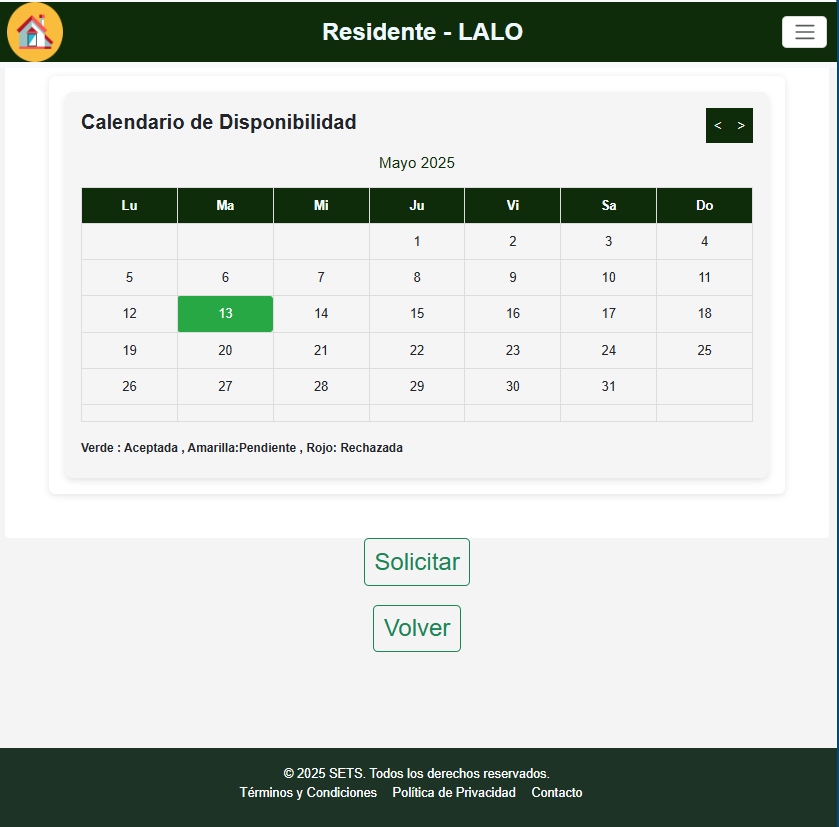 Residente - LALO
Calendario de Disponibilidad
< >
Mayo 2025
Lu Ma Mi Ju Vi Sa Do
1 2 3 4
5 6 7 8 9 10 11
12 13 14 15 16 17 18
19 20 21 22 23 24 25
26 27 28 29 30 31
Verde : Aceptada , Amarilla:Pendiente , Rojo: Rechazada
Solicitar
Volver
© 2025 SETS. Todos los derechos reservados.
Términos y Condiciones Política de Privacidad Contacto